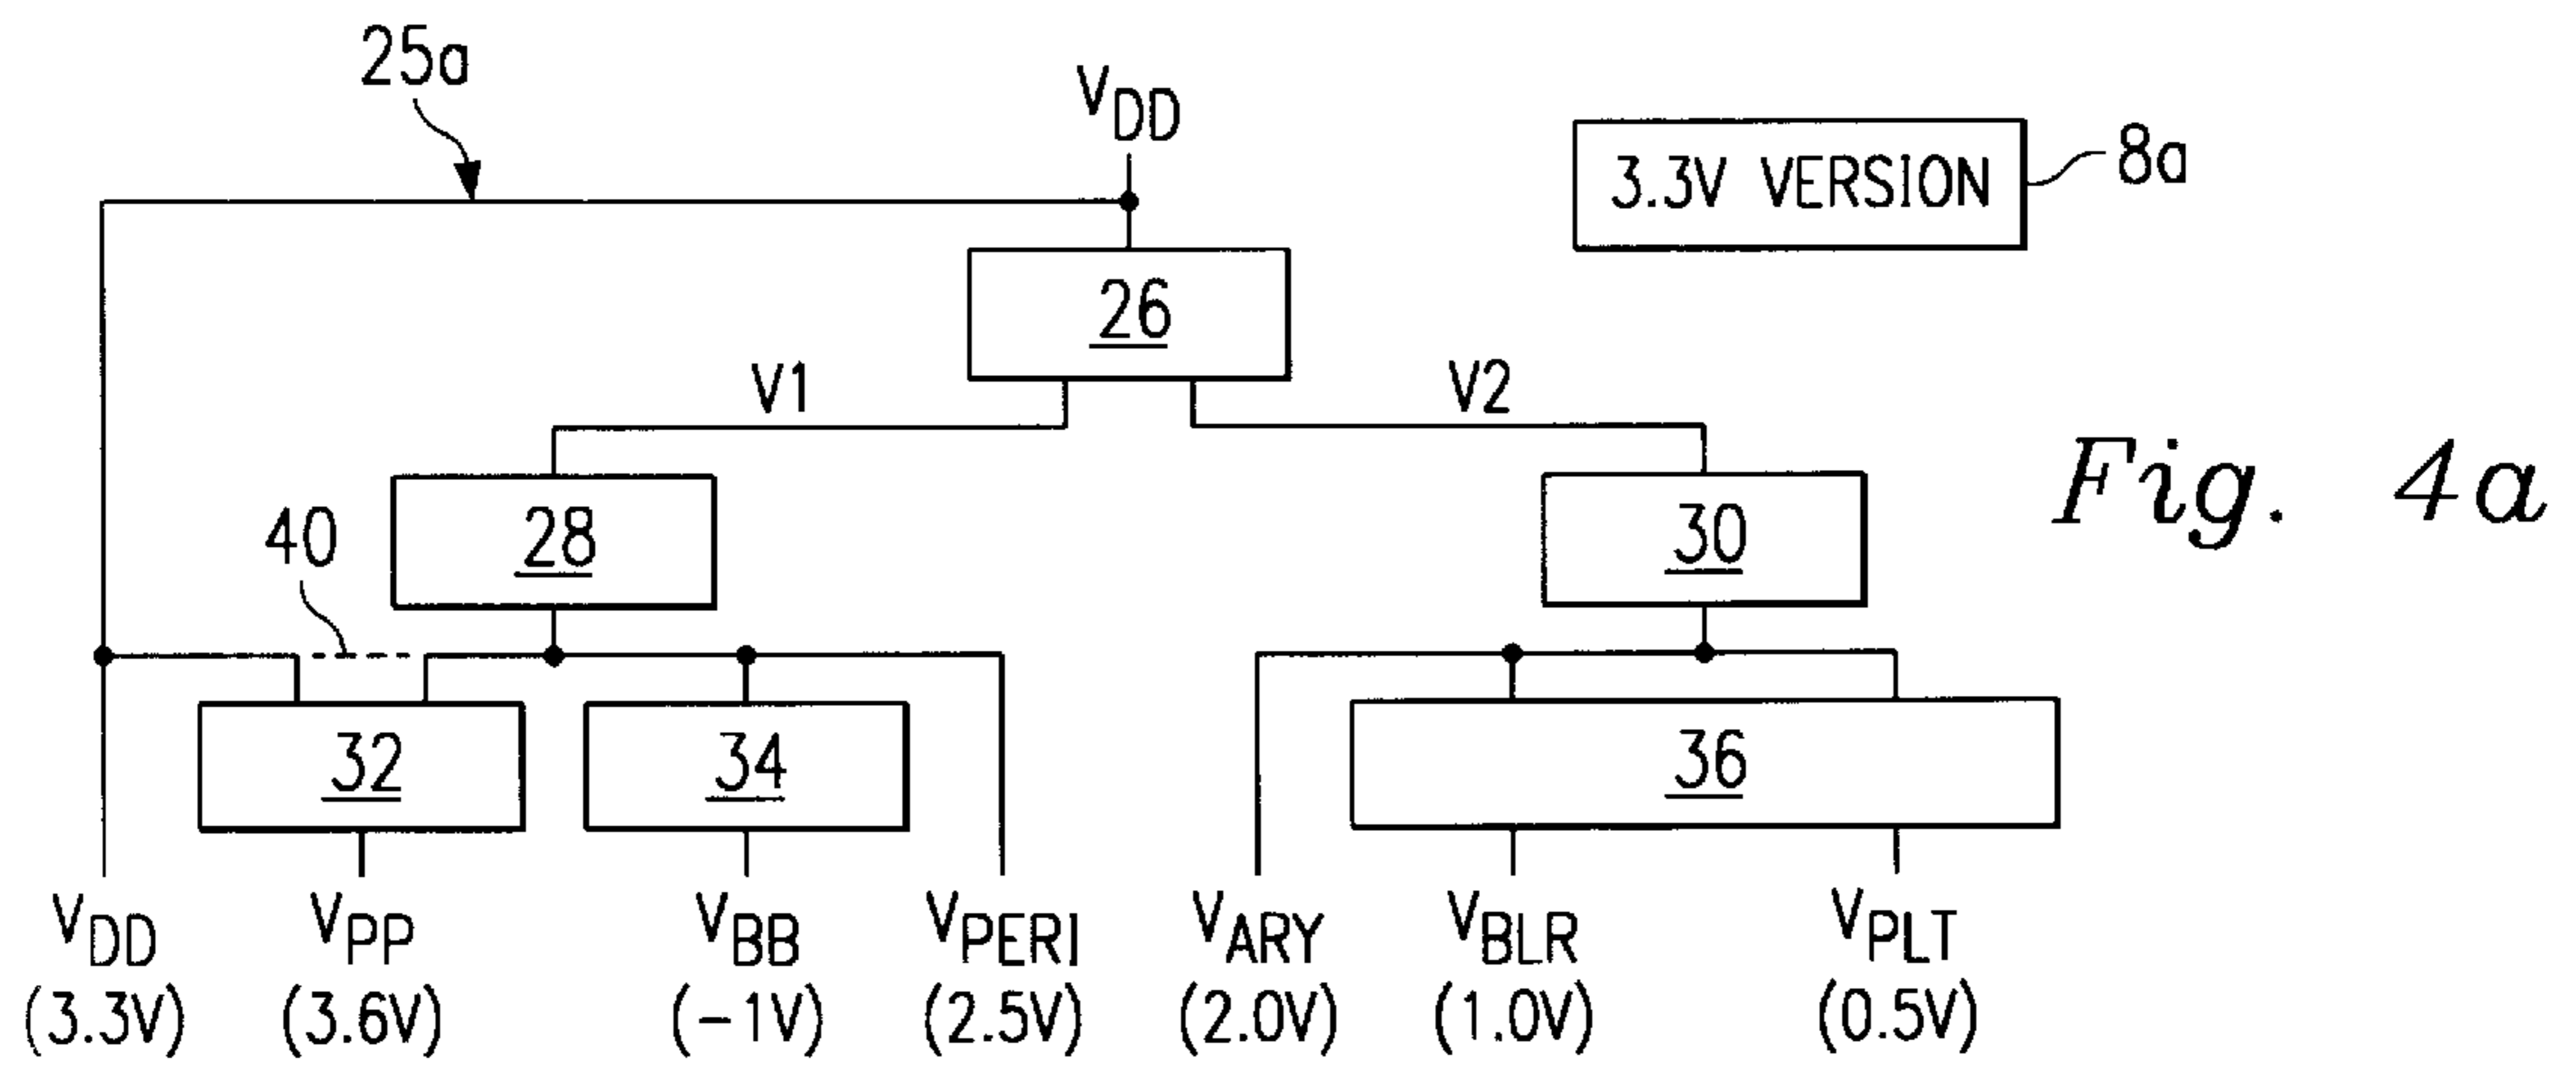 25a
VDD
3.3V VERSION
8a
26
V1
V2
Fig. 4a
40
28
30
32
34
36
VDD
VPP
VBB
VPERI
VARY
VBLR
VPLT
(3.3V)
(3.6V)
(-1V)
(2.5V)
(2.0V)
(1.0V)
(0.5V)